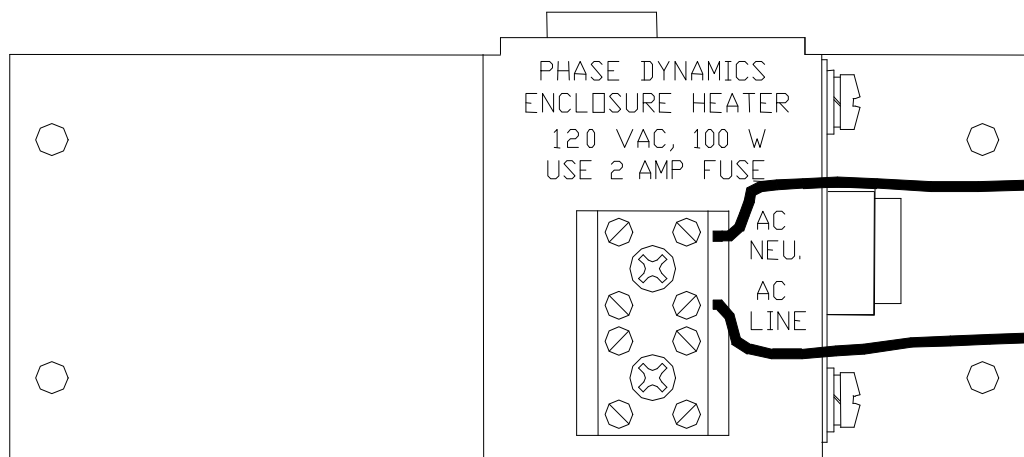 PHASE DYNAMICS
ENCLOSURE HEATER
120 VAC, 100 W
USE 2 AMP FUSE
AC
NEU.
AC
LINE